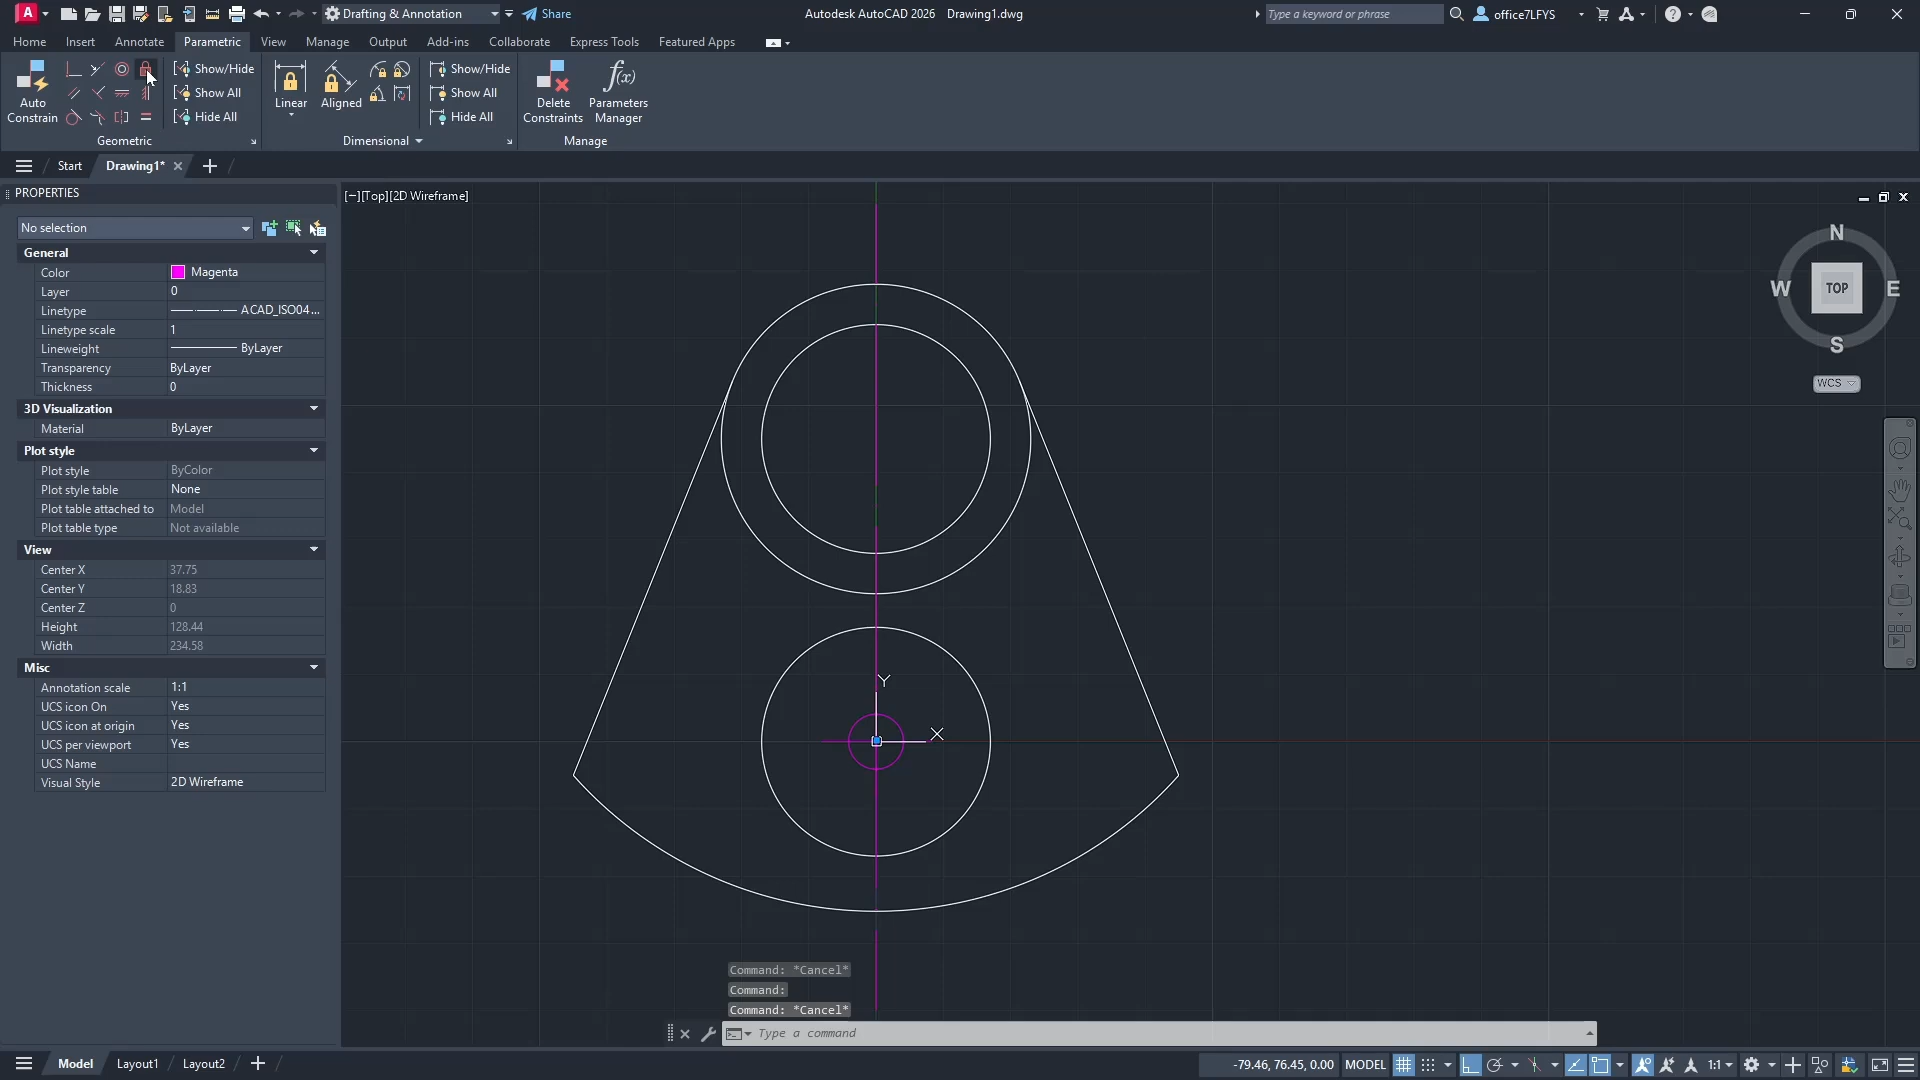 A Drafting & Annotation Share Autodesk AutoCAD 2026 Drawing1.dwg Type a keyword or phrase office7LFYS
Home Insert Annotate Parametric View Manage Output Add-ins Collaborate Express Tools Featured Apps
Auto Constrain
Show/Hide
Show All
Hide All
Linear
Aligned
Show/Hide
Show All
Hide All
Delete Constraints
f(x)
Parameters Manager
Geometric Dimensional Manage
Start Drawing1*
PROPERTIES
[−][Top][2D Wireframe]
No selection
General
Color Magenta
Layer 0
Linetype ACAD_ISO04...
Linetype scale 1
Lineweight ByLayer
Transparency ByLayer
Thickness 0
3D Visualization
Material ByLayer
Plot style
Plot style ByColor
Plot style table None
Plot table attached to Model
Plot table type Not available
View
Center X 37.75
Center Y 18.83
Center Z 0
Height 128.44
Width 234.58
Misc
Annotation scale 1:1
UCS icon On Yes
UCS icon at origin Yes
UCS per viewport Yes
UCS Name
Visual Style 2D Wireframe
N
W TOP E
S
WCS
Y
X
Command: *Cancel*
Command:
Command: *Cancel*
Type a command
Model Layout1 Layout2
-79.46, 76.45, 0.00 MODEL 1:1